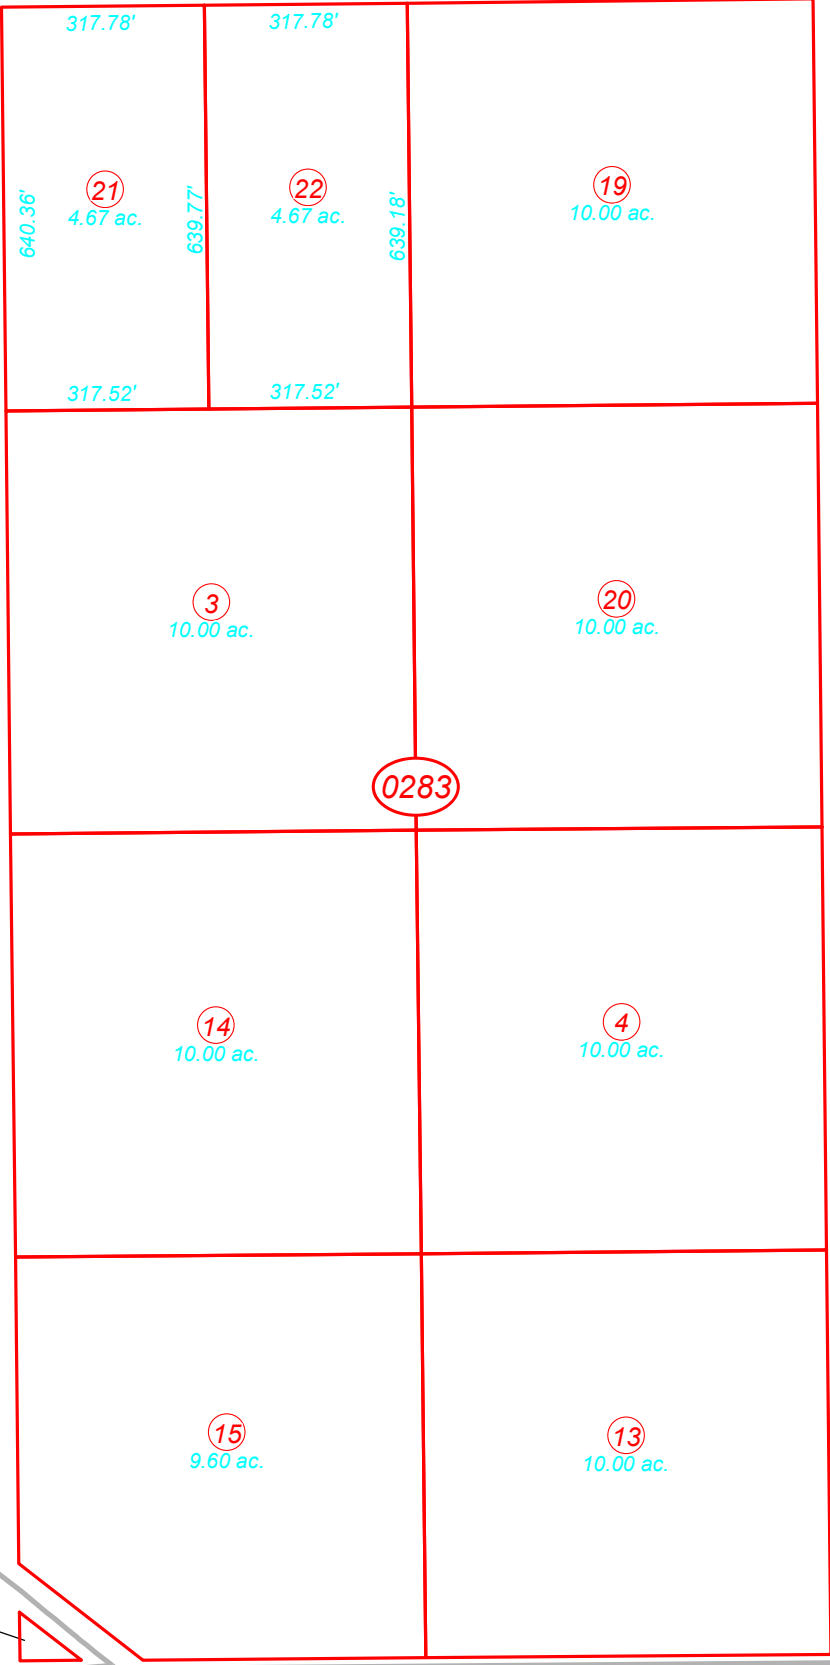 317.78'
317.78'
21
4.67 ac.
22
4.67 ac.
19
10.00 ac.
640.36'
639.77'
639.18'
317.52'
317.52'
3
10.00 ac.
20
10.00 ac.
0283
14
10.00 ac.
4
10.00 ac.
15
9.60 ac.
13
10.00 ac.